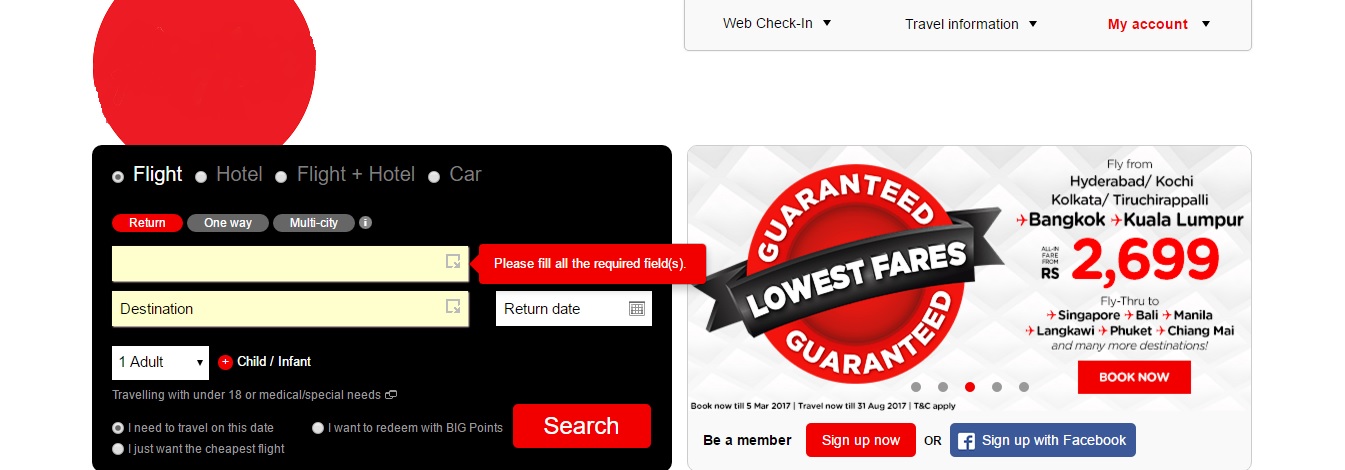 Web Check-In
Travel information
My account
Flight
Hotel
Flight + Hotel
Car
Return
One way
Multi-city
i
Please fill all the required field(s).
Destination
Return date
1 Adult
+ Child / Infant
Travelling with under 18 or medical/special needs
I need to travel on this date
I want to redeem with BIG Points
I just want the cheapest flight
Search
GUARANTEED
LOWEST FARES
GUARANTEED
Fly from
Hyderabad/ Kochi
Kolkata/ Tiruchirappalli
Bangkok Kuala Lumpur
ALL-IN
FARE
FROM
RS 2,699
Fly-Thru to
Singapore Bali Manila
Langkawi Phuket Chiang Mai
and many more destinations!
BOOK NOW
Book now till 5 Mar 2017 | Travel now till 31 Aug 2017 | T&C apply
Be a member
Sign up now
OR
f Sign up with Facebook